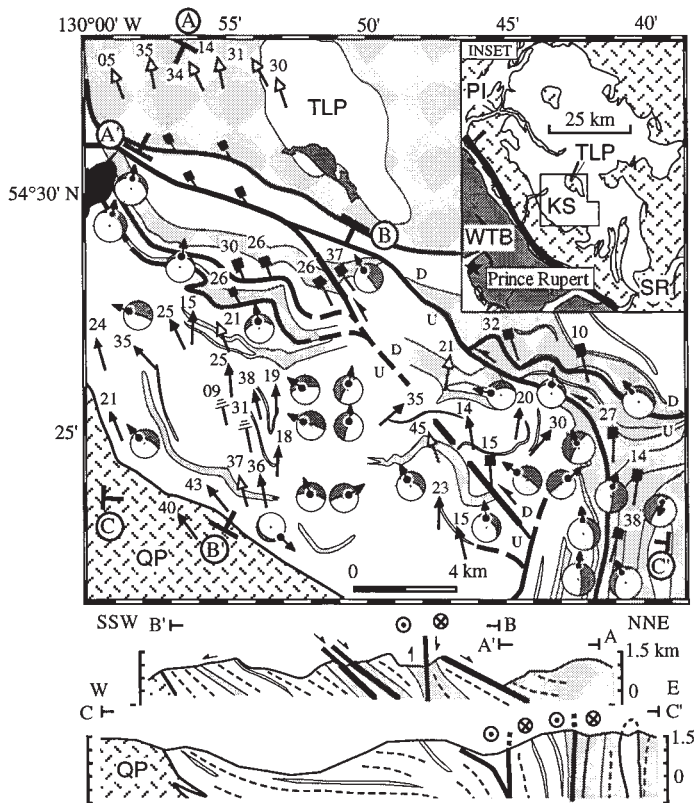 130°00' W 55' 50' 45' 40'
A
05 35 34 14 31 30
TLP
INSET
PI
25 km
TLP
KS
WTB
Prince Rupert
SR
A'
54°30' N
B
30 26 37
26
D
U
32 10
15
25 21
24
35
25
D
U
21
09 38 19
31
35
20
27
D
U
21
14
45
30
25'
18
15
14
37 36
43
23
38
C
40
B'
15
D
U
C'
QP
0 4 km
SSW B' B NNE
A' A
1.5 km
0
W E
C C'
1.5
QP
0